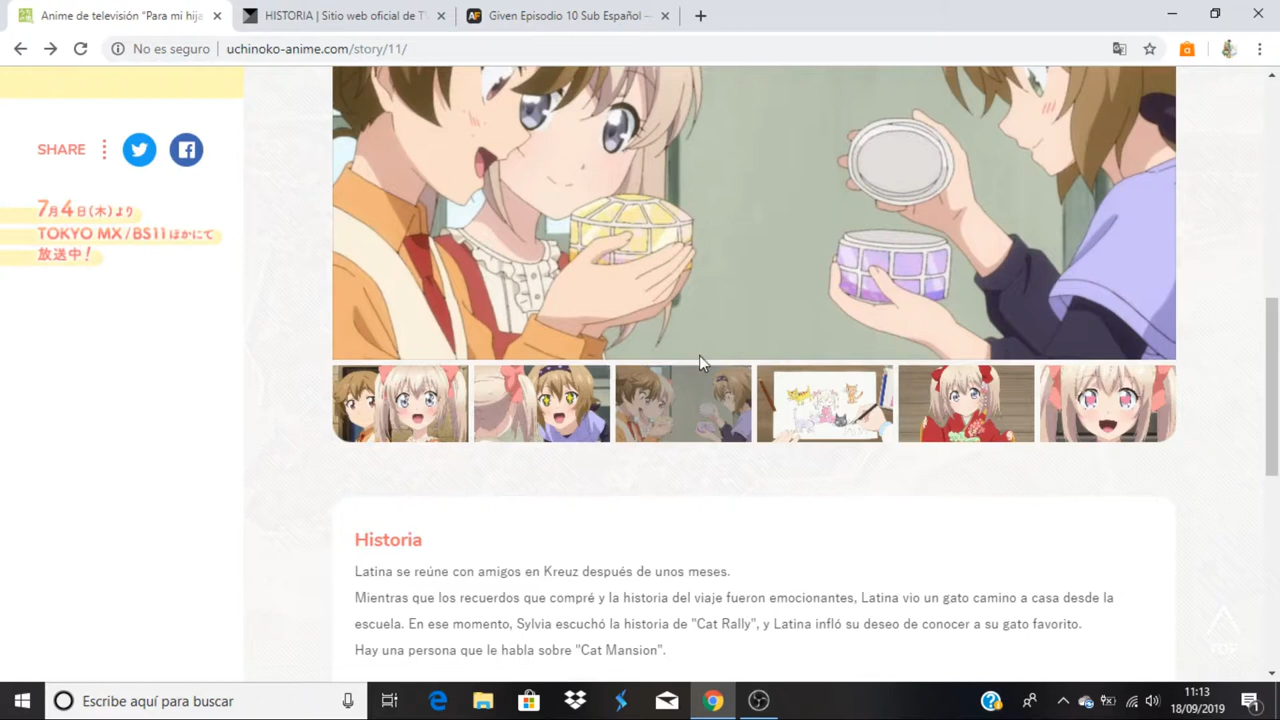 Anime de televisión "Para mi hija
HISTORIA | Sitio web oficial de TV
Given Episodio 10 Sub Español —
No es seguro
uchinoko-anime.com/story/11/
SHARE
7月4日(木)より
TOKYO MX/BS11ほかにて
放送中!
Historia
Latina se reúne con amigos en Kreuz después de unos meses.
Mientras que los recuerdos que compré y la historia del viaje fueron emocionantes, Latina vio un gato camino a casa desde la
escuela. En ese momento, Sylvia escuchó la historia de "Cat Rally", y Latina infló su deseo de conocer a su gato favorito.
Hay una persona que le habla sobre "Cat Mansion".
TOP
Escribe aquí para buscar
11:13
18/09/2019
1